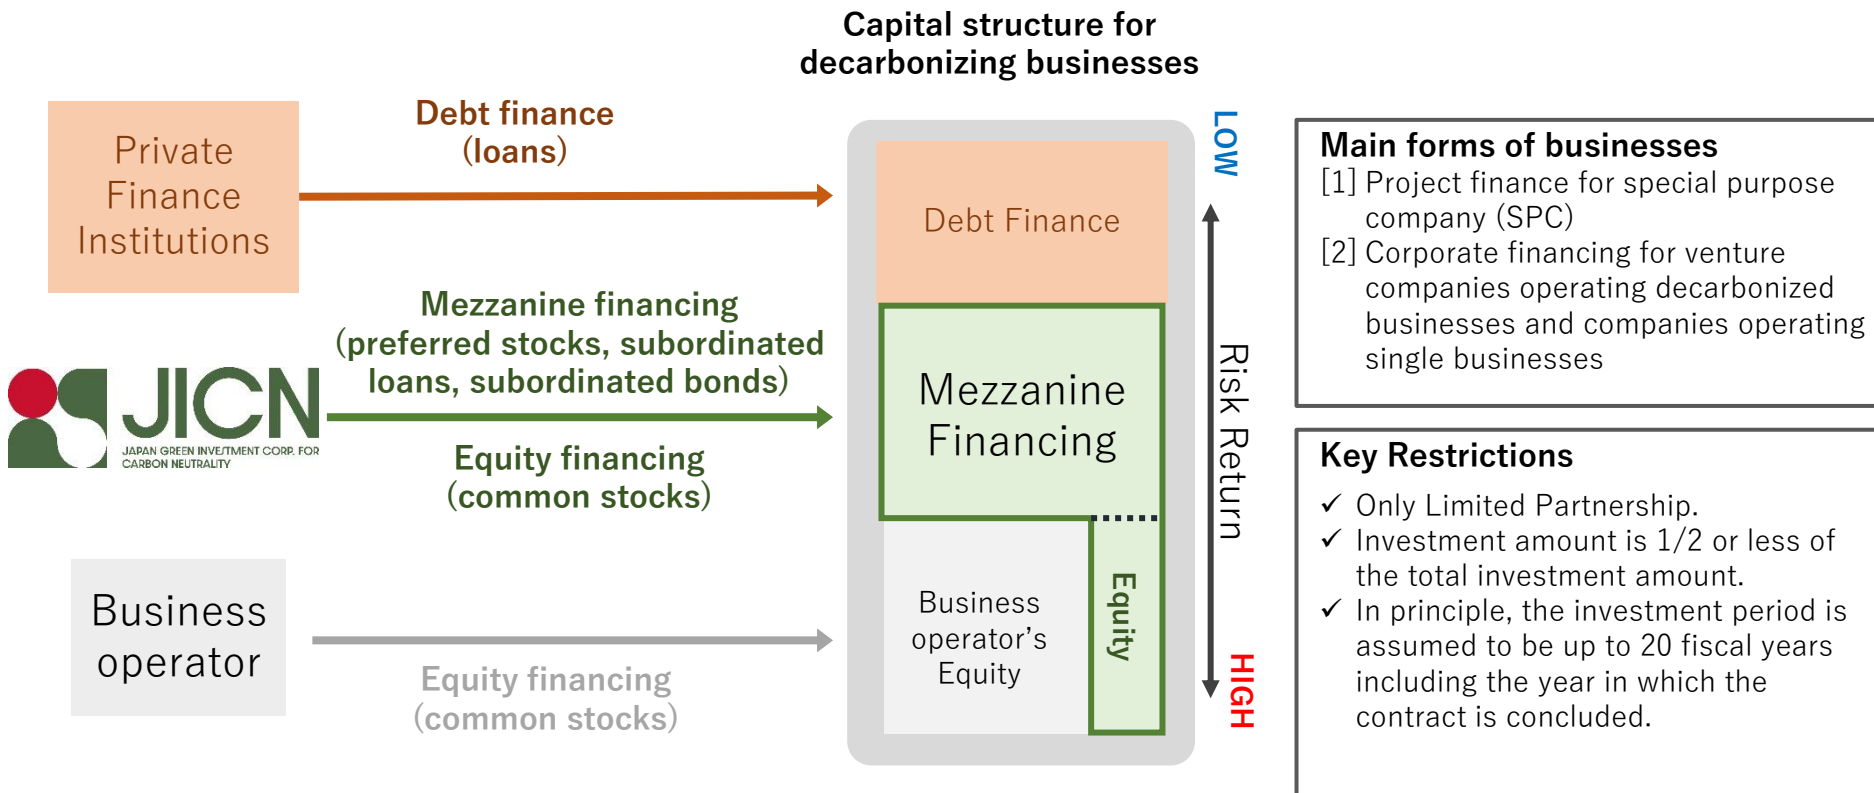 Capital structure for
decarbonizing businesses
Private
Finance
Institutions
Debt finance
(loans)
Mezzanine financing
(preferred stocks, subordinated
loans, subordinated bonds)
JICN
JAPAN GREEN INVESTMENT CORP. FOR
CARBON NEUTRALITY
Equity financing
(common stocks)
Business
operator
Equity financing
(common stocks)
Debt Finance
Mezzanine
Financing
Business
operator’s
Equity
Equity
LOW
Risk Return
HIGH
Main forms of businesses
[1] Project finance for special purpose
company (SPC)
[2] Corporate financing for venture
companies operating decarbonized
businesses and companies operating
single businesses
Key Restrictions
✓ Only Limited Partnership.
✓ Investment amount is 1/2 or less of
the total investment amount.
✓ In principle, the investment period is
assumed to be up to 20 fiscal years
including the year in which the
contract is concluded.